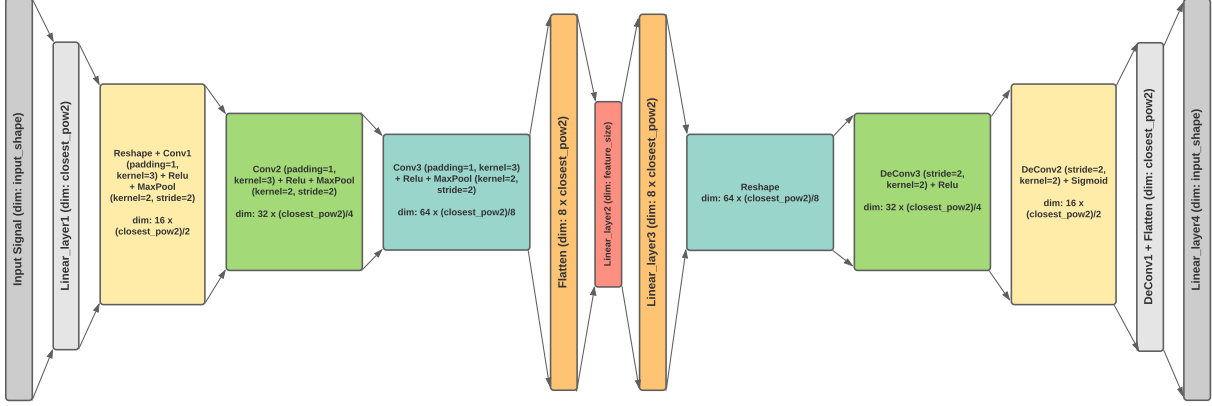 Input Signal (dim: input_shape)
Linear_layer1 (dim: closest_pow2)
Reshape + Conv1
(padding=1,
kernel=3) + Relu
+ MaxPool
(kernel=2, stride=2)
dim: 16 x
(closest_pow2)/2
Conv2 (padding=1,
kernel=3) + Relu + MaxPool
(kernel=2, stride=2)
dim: 32 x (closest_pow2)/4
Conv3 (padding=1, kernel=3)
+ Relu + MaxPool (kernel=2,
stride=2)
dim: 64 x (closest_pow2)/8
Flatten (dim: 8 x closest_pow2)
Linear_layer2 (dim: feature_size)
Linear_layer3 (dim: 8 x closest_pow2)
Reshape
dim: 64 x (closest_pow2)/8
DeConv3 (stride=2,
kernel=2) + Relu
dim: 32 x (closest_pow2)/4
DeConv2 (stride=2,
kernel=2) + Sigmoid
dim: 16 x
(closest_pow2)/2
DeConv1 + Flatten (dim: closest_pow2)
Linear_layer4 (dim: input_shape)